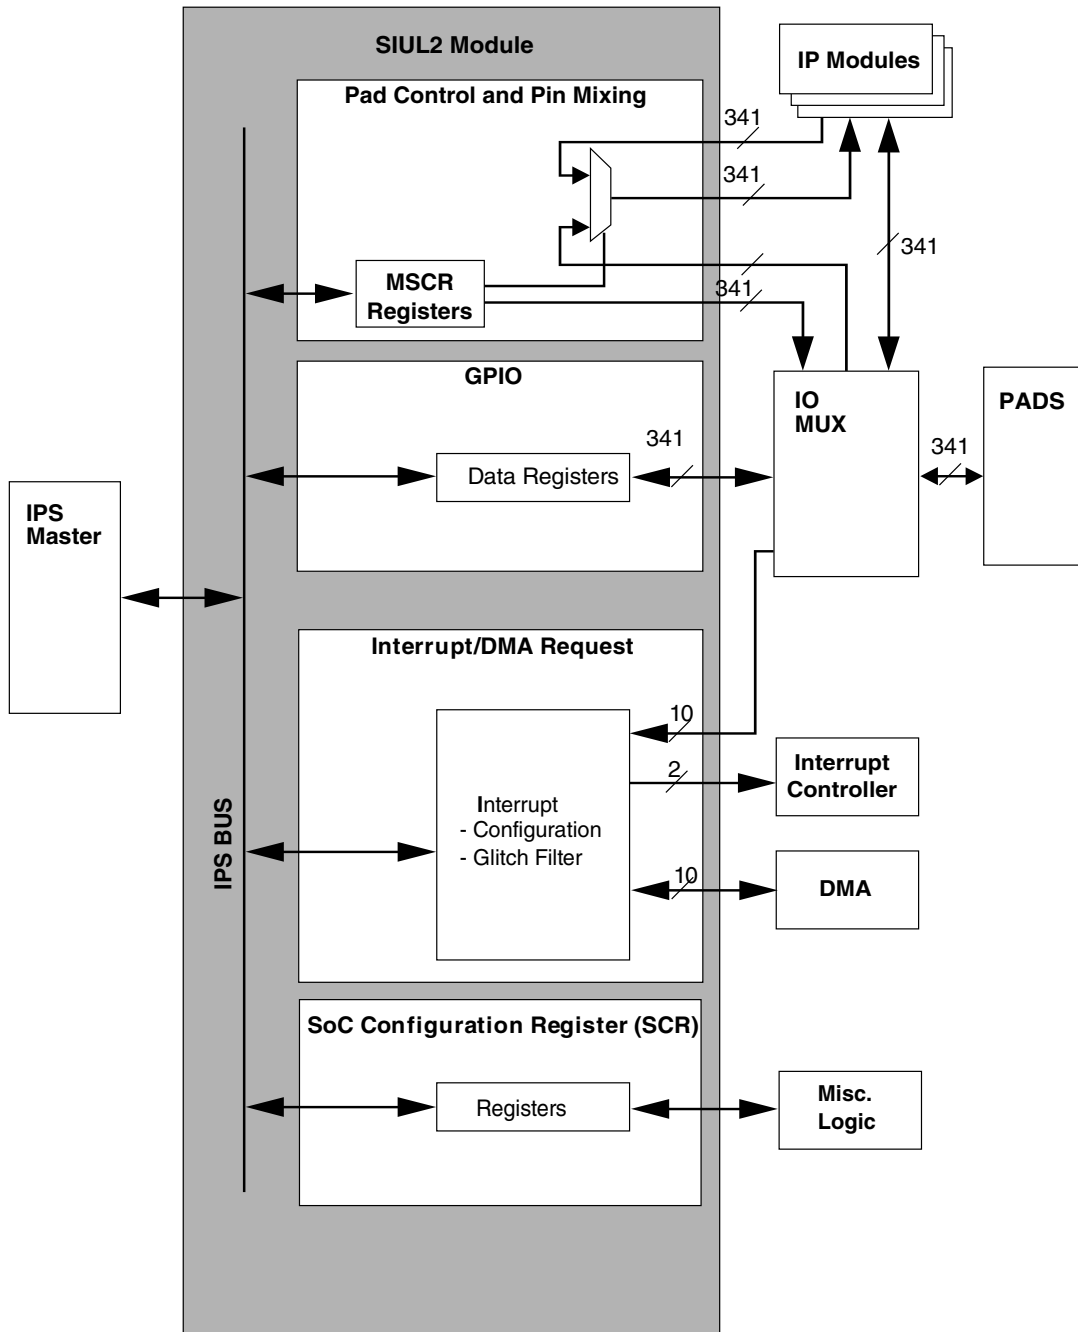 SIUL2 Module
IP Modules
Pad Control and Pin Mixing
341
341
341
MSCR
Registers
341
GPIO
IO
MUX
PADS
341
341
Data Registers
IPS
Master
Interrupt/DMA Request
10
2
Interrupt
Controller
Interrupt
- Configuration
- Glitch Filter
10
DMA
IPS BUS
SoC Configuration Register (SCR)
Registers
Misc.
Logic